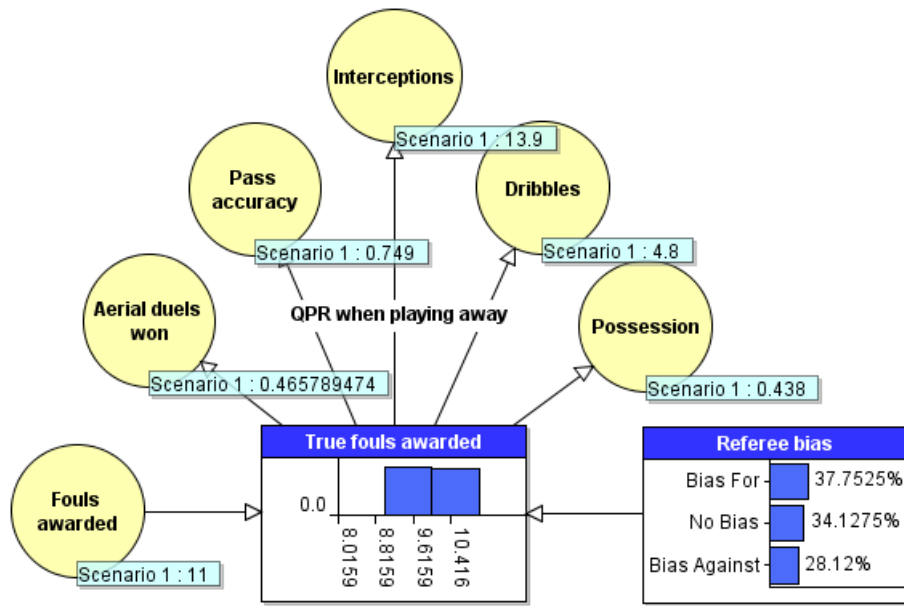 Interceptions
Scenario 1 : 13.9
Pass
accuracy
Scenario 1 : 0.749
Dribbles
Scenario 1 : 4.8
Aerial duels
won
Scenario 1 : 0.465789474
QPR when playing away
Possession
Scenario 1 : 0.438
Fouls
awarded
Scenario 1 : 11
True fouls awarded
0.0
8.0159
8.8159
9.6159
10.416
Referee bias
Bias For 37.7525%
No Bias 34.1275%
Bias Against 28.12%